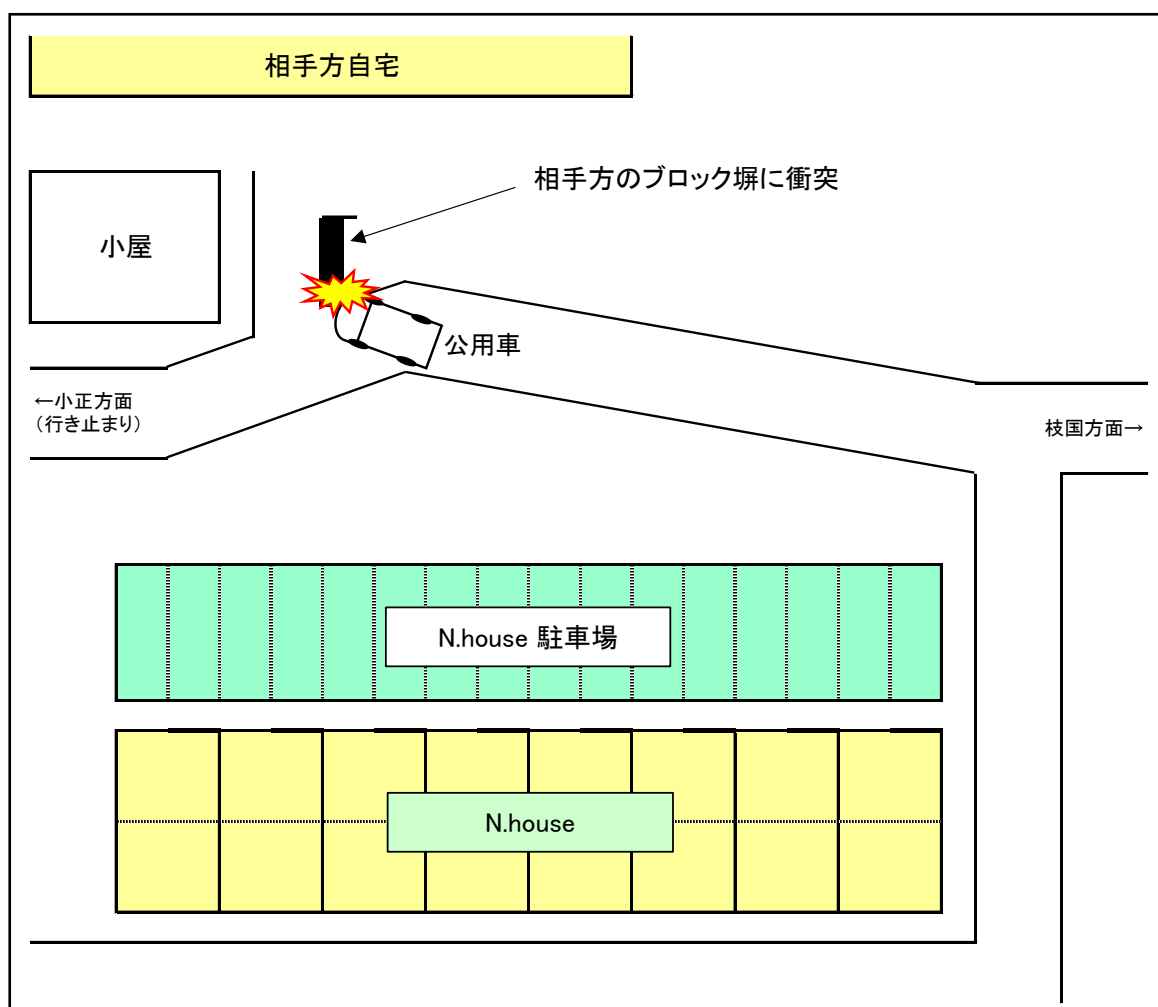 相手方自宅
相手方のブロック塀に衝突
小屋
公用車
←小正方面
(行き止まり)
枝国方面→
N.house 駐車場
N.house